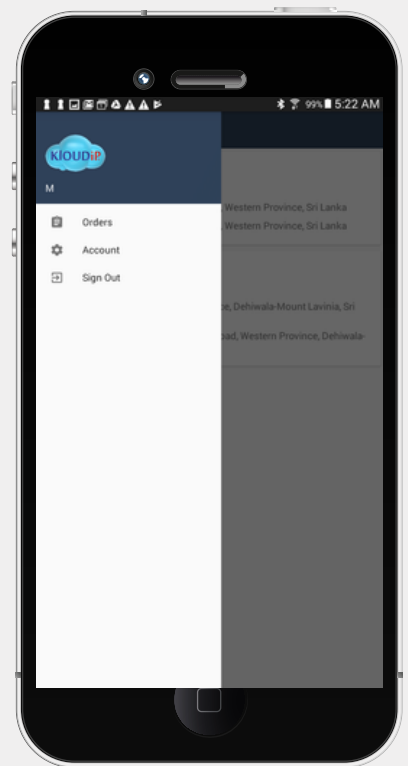 99% 5:22 AM
KlOUDiP
M
Western Province, Sri Lanka
Western Province, Sri Lanka
Orders
Account
Sign Out
e, Dehiwala-Mount Lavinia, Sri
oad, Western Province, Dehiwala-